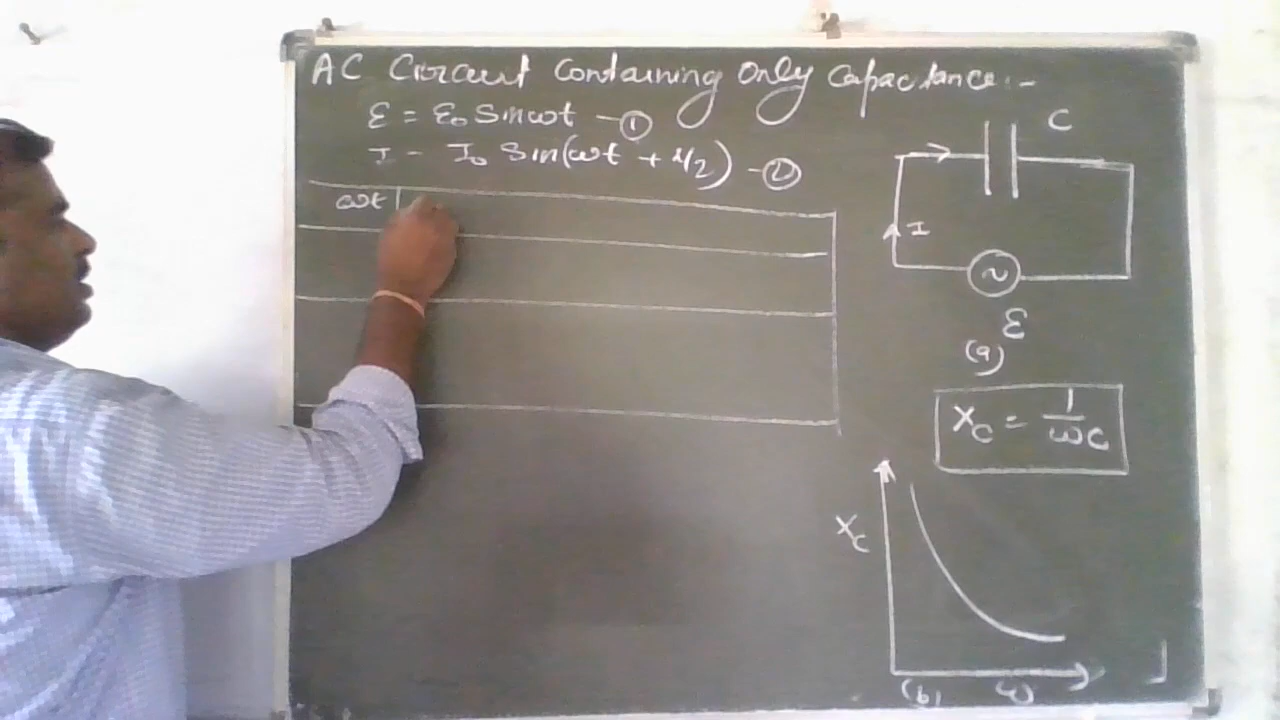 AC Circuit Containing Only Capacitance :-
ε = ε₀ Sinωt —①
I = I₀ Sin(ωt + π/2) —②
ωt
C
I
~
ε
(a)
X_C = 1/ωC
X_C
(b) ω